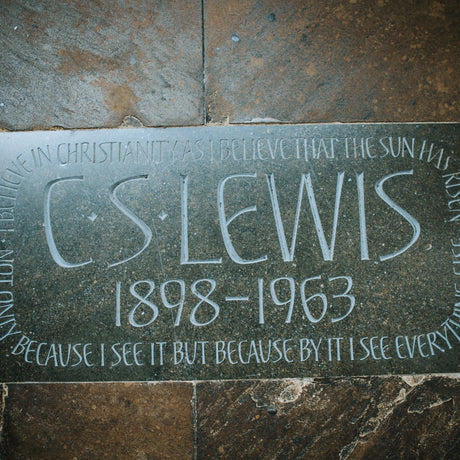 I BELIEVE IN CHRISTIANITY AS I BELIEVE THAT THE SUN HAS
RISEN
C·S·LEWIS
1898–1963
NOT ONLY
BECAUSE I SEE IT BUT BECAUSE BY IT I SEE EVERYTHING ELSE